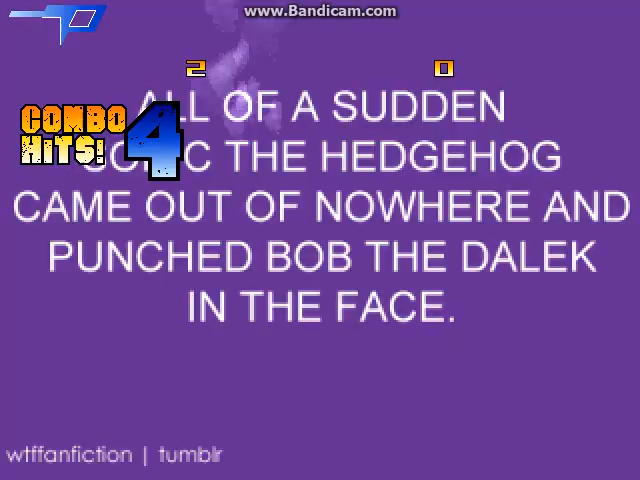 www.Bandicam.com
2 0
COMBO
HITS! 4
ALL OF A SUDDEN
THE HEDGEHOG
CAME OUT OF NOWHERE AND
PUNCHED BOB THE DALEK
IN THE FACE.
wtffanfiction | tumblr